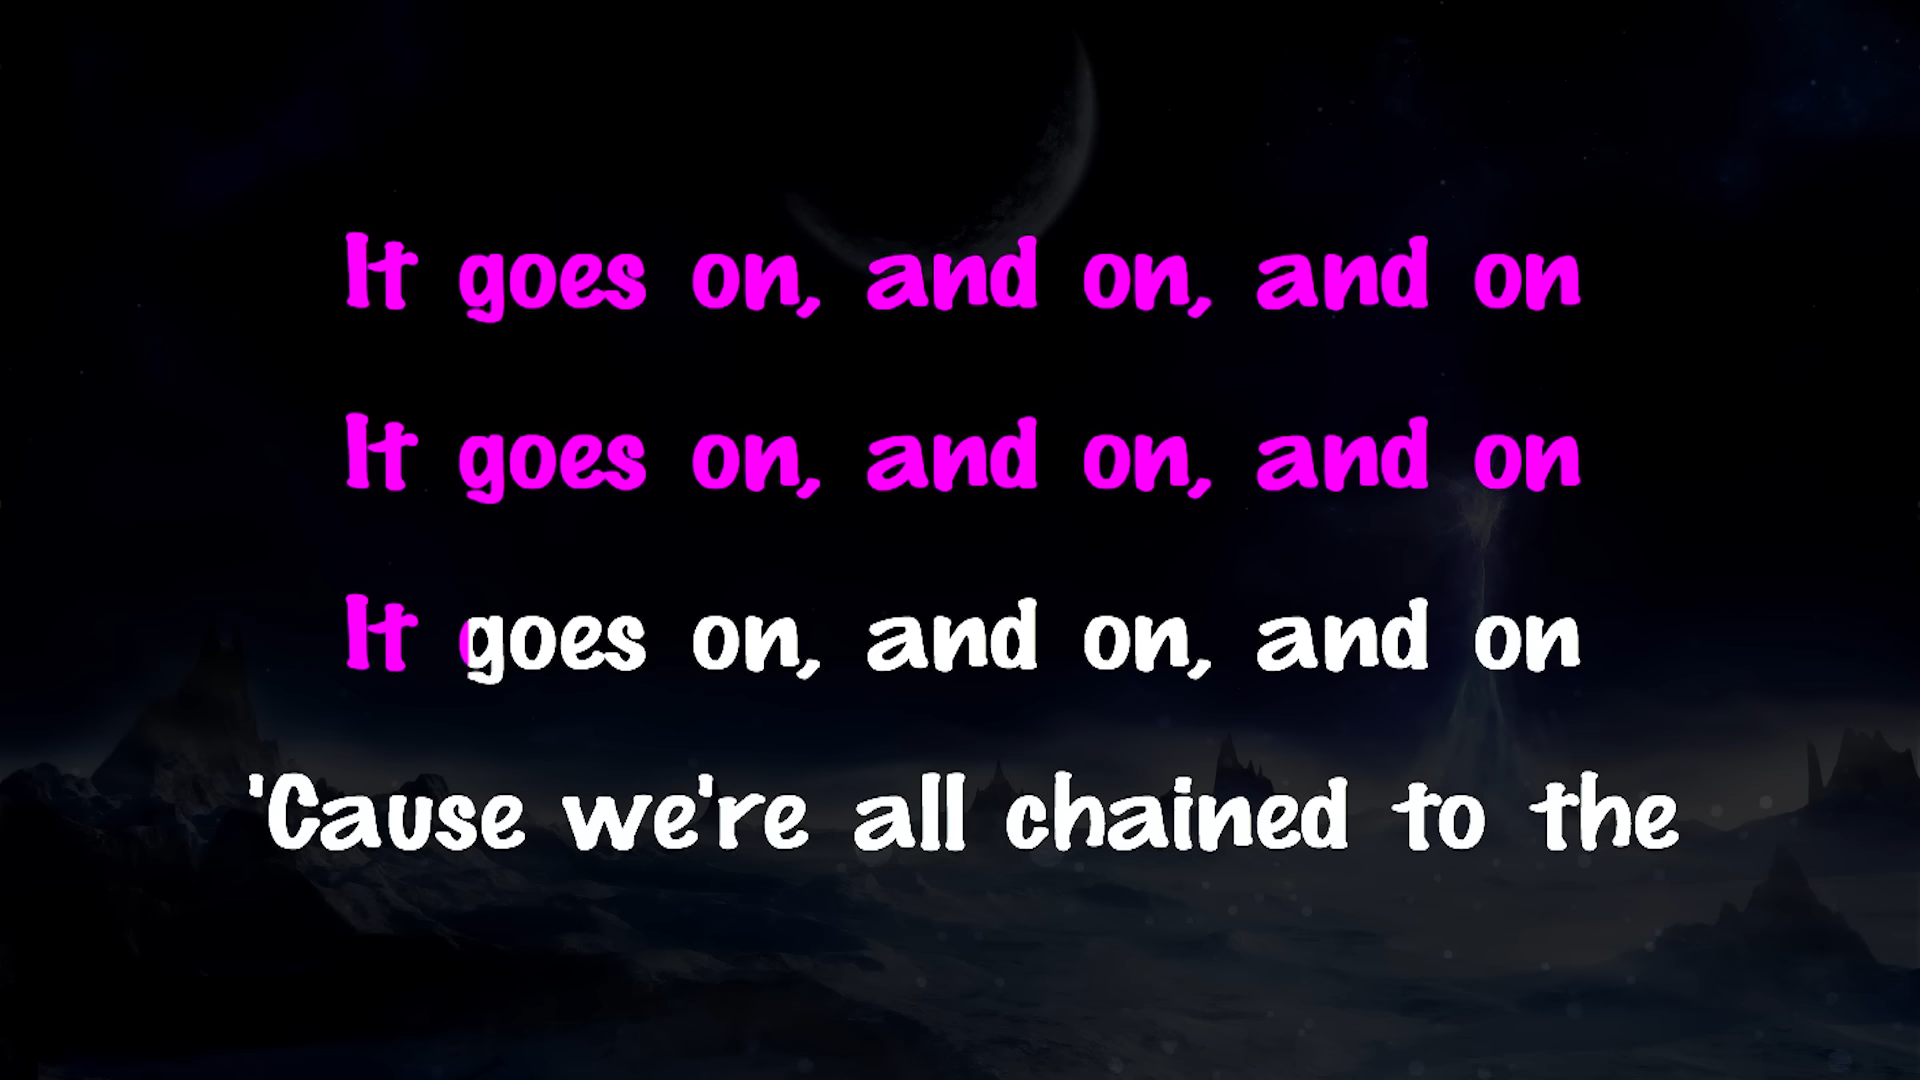 It goes on, and on, and on
It goes on, and on, and on
It goes on, and on, and on
'Cause we're all chained to the